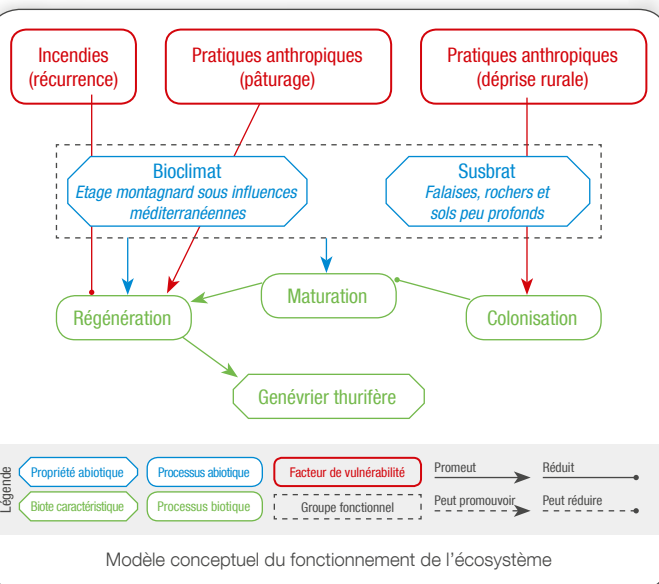 Incendies
(récurrence)
Pratiques anthropiques
(pâturage)
Pratiques anthropiques
(déprise rurale)
Bioclimat
Etage montagnard sous influences
méditerranéennes
Susbrat
Falaises, rochers et
sols peu profonds
Régénération
Maturation
Colonisation
Genévrier thurifère
Légende
Propriété abiotique
Processus abiotique
Facteur de vulnérabilité
Promeut
Réduit
Biote caractéristique
Processus biotique
Groupe fonctionnel
Peut promouvoir
Peut réduire
Modèle conceptuel du fonctionnement de l'écosystème